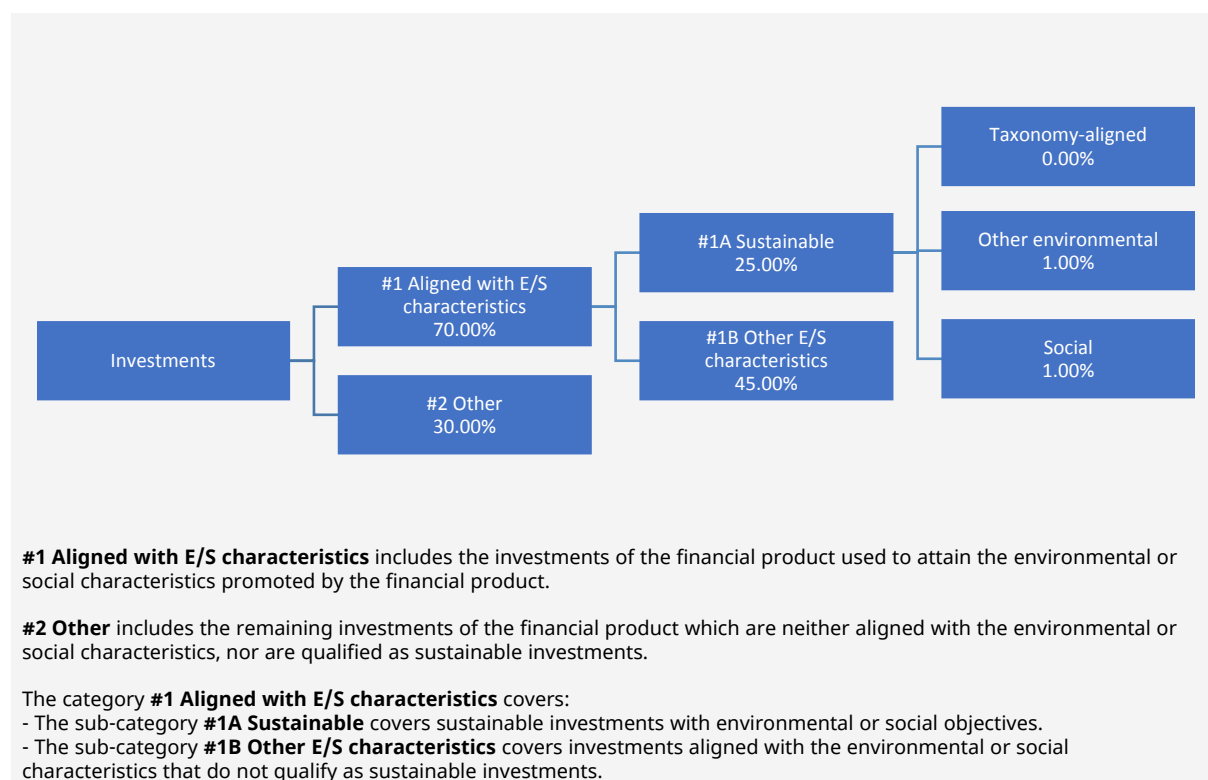 Investments
#1 Aligned with E/S
characteristics
70.00%
#2 Other
30.00%
#1A Sustainable
25.00%
#1B Other E/S
characteristics
45.00%
Taxonomy-aligned
0.00%
Other environmental
1.00%
Social
1.00%
#1 Aligned with E/S characteristics includes the investments of the financial product used to attain the environmental or
social characteristics promoted by the financial product.
#2 Other includes the remaining investments of the financial product which are neither aligned with the environmental or
social characteristics, nor are qualified as sustainable investments.
The category #1 Aligned with E/S characteristics covers:
- The sub-category #1A Sustainable covers sustainable investments with environmental or social objectives.
- The sub-category #1B Other E/S characteristics covers investments aligned with the environmental or social
characteristics that do not qualify as sustainable investments.